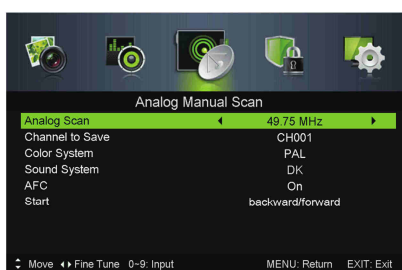 Analog Manual Scan
Analog Scan 49.75 MHz
Channel to Save CH001
Color System PAL
Sound System DK
AFC On
Start backward/forward
Move Fine Tune 0~9: Input MENU: Return EXIT: Exit